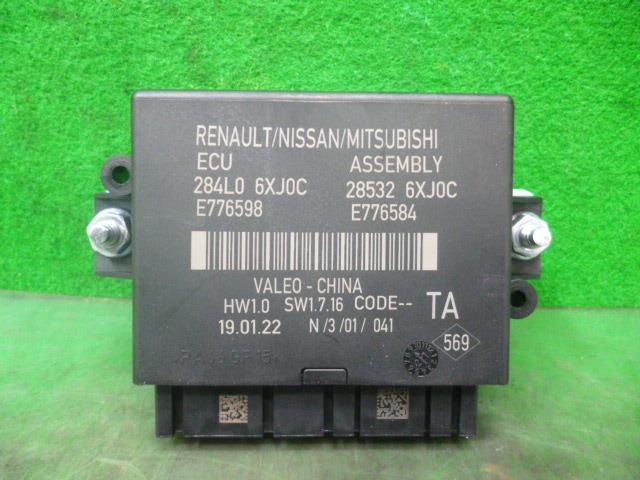 RENAULT/NISSAN/MITSUBISHI
ECU ASSEMBLY
284L0 6XJ0C 28532 6XJ0C
E776598 E776584
VALEO - CHINA
HW1.0 SW1.7.16 CODE-- TA
19.01.22 N /3 /01/ 041
569